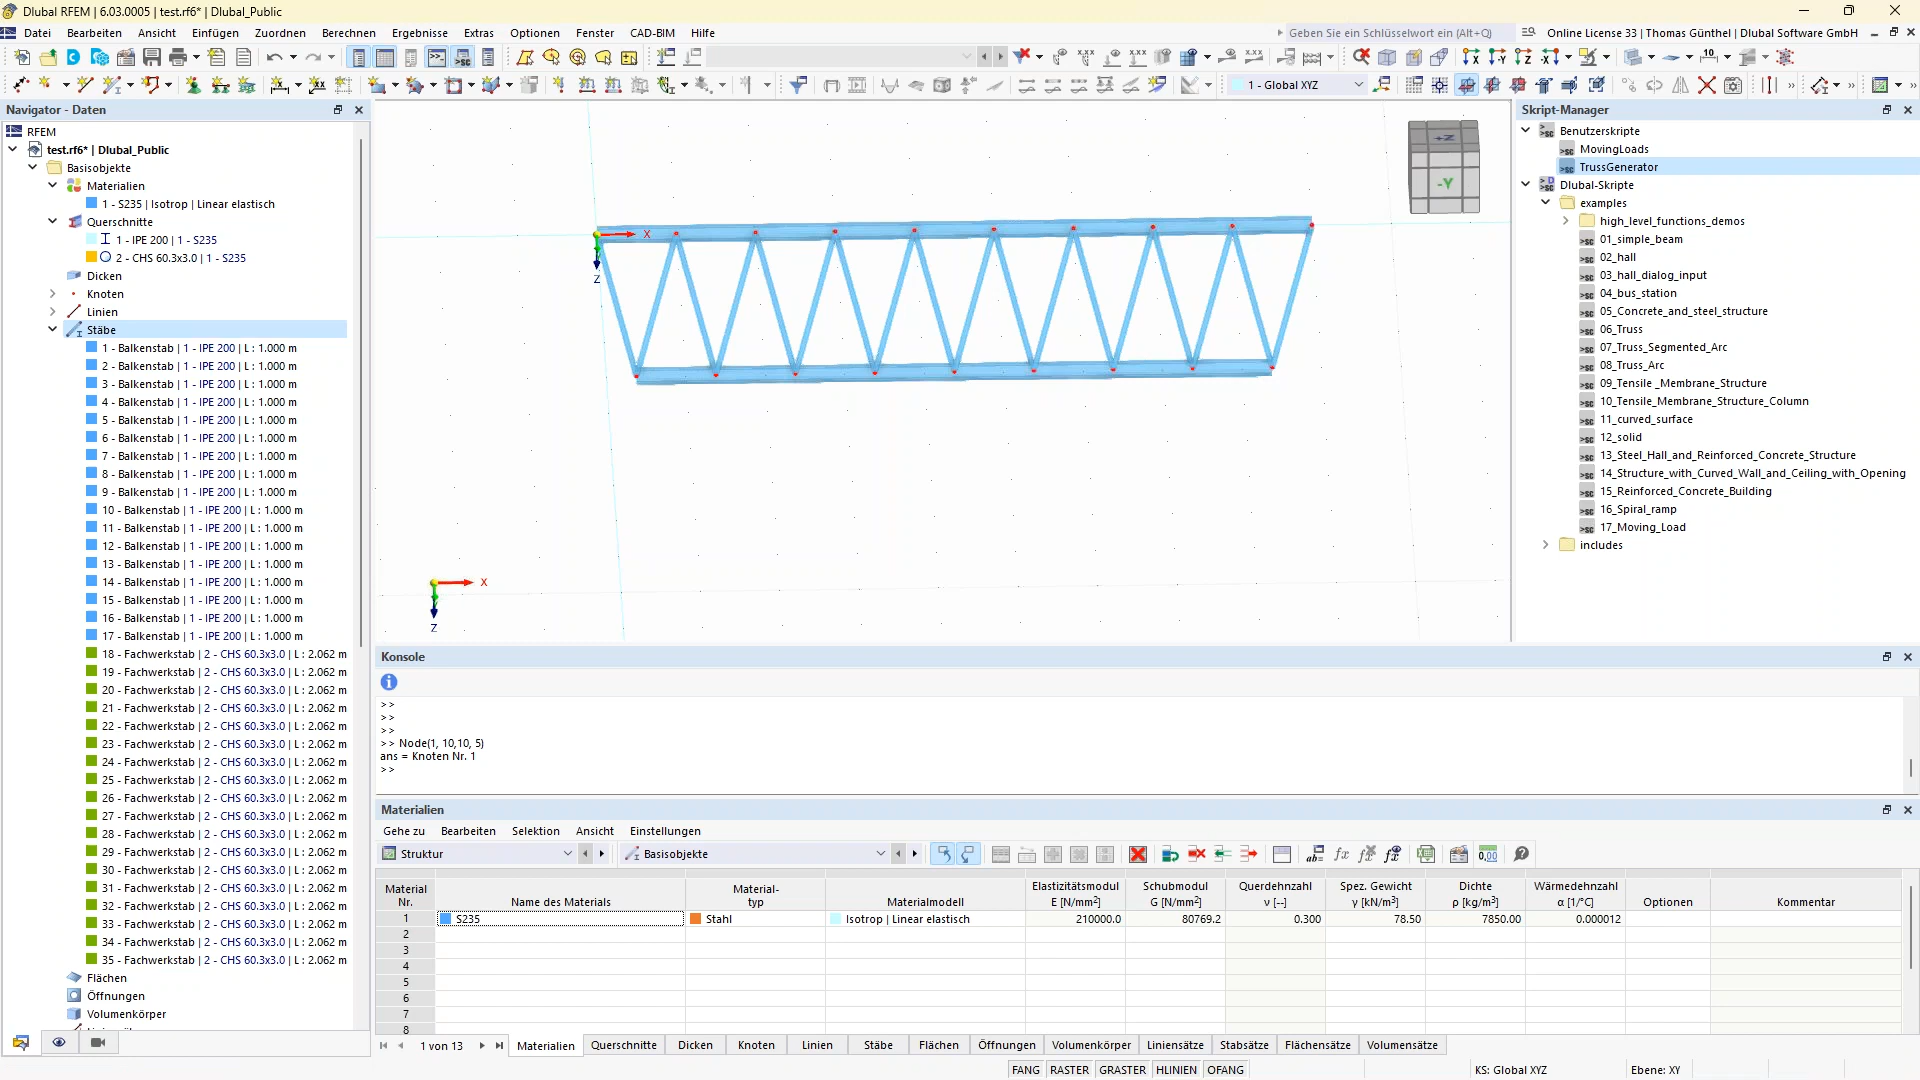 Dlubal RFEM | 6.03.0005 | test.rf6* | Dlubal_Public
Datei Bearbeiten Ansicht Einfügen Zuordnen Berechnen Ergebnisse Extras Optionen Fenster CAD-BIM Hilfe
Geben Sie ein Schlüsselwort ein (Alt+Q)
Online License 33 | Thomas Günthel | Dlubal Software GmbH
1 - Global XYZ
Navigator - Daten
RFEM
test.rf6* | Dlubal_Public
Basisobjekte
Materialien
1 - S235 | Isotrop | Linear elastisch
Querschnitte
1 - IPE 200 | 1 - S235
2 - CHS 60.3x3.0 | 1 - S235
Dicken
Knoten
Linien
Stäbe
1 - Balkenstab | 1 - IPE 200 | L : 1.000 m
2 - Balkenstab | 1 - IPE 200 | L : 1.000 m
3 - Balkenstab | 1 - IPE 200 | L : 1.000 m
4 - Balkenstab | 1 - IPE 200 | L : 1.000 m
5 - Balkenstab | 1 - IPE 200 | L : 1.000 m
6 - Balkenstab | 1 - IPE 200 | L : 1.000 m
7 - Balkenstab | 1 - IPE 200 | L : 1.000 m
8 - Balkenstab | 1 - IPE 200 | L : 1.000 m
9 - Balkenstab | 1 - IPE 200 | L : 1.000 m
10 - Balkenstab | 1 - IPE 200 | L : 1.000 m
11 - Balkenstab | 1 - IPE 200 | L : 1.000 m
12 - Balkenstab | 1 - IPE 200 | L : 1.000 m
13 - Balkenstab | 1 - IPE 200 | L : 1.000 m
14 - Balkenstab | 1 - IPE 200 | L : 1.000 m
15 - Balkenstab | 1 - IPE 200 | L : 1.000 m
16 - Balkenstab | 1 - IPE 200 | L : 1.000 m
17 - Balkenstab | 1 - IPE 200 | L : 1.000 m
18 - Fachwerkstab | 2 - CHS 60.3x3.0 | L : 2.062 m
19 - Fachwerkstab | 2 - CHS 60.3x3.0 | L : 2.062 m
20 - Fachwerkstab | 2 - CHS 60.3x3.0 | L : 2.062 m
21 - Fachwerkstab | 2 - CHS 60.3x3.0 | L : 2.062 m
22 - Fachwerkstab | 2 - CHS 60.3x3.0 | L : 2.062 m
23 - Fachwerkstab | 2 - CHS 60.3x3.0 | L : 2.062 m
24 - Fachwerkstab | 2 - CHS 60.3x3.0 | L : 2.062 m
25 - Fachwerkstab | 2 - CHS 60.3x3.0 | L : 2.062 m
26 - Fachwerkstab | 2 - CHS 60.3x3.0 | L : 2.062 m
27 - Fachwerkstab | 2 - CHS 60.3x3.0 | L : 2.062 m
28 - Fachwerkstab | 2 - CHS 60.3x3.0 | L : 2.062 m
29 - Fachwerkstab | 2 - CHS 60.3x3.0 | L : 2.062 m
30 - Fachwerkstab | 2 - CHS 60.3x3.0 | L : 2.062 m
31 - Fachwerkstab | 2 - CHS 60.3x3.0 | L : 2.062 m
32 - Fachwerkstab | 2 - CHS 60.3x3.0 | L : 2.062 m
33 - Fachwerkstab | 2 - CHS 60.3x3.0 | L : 2.062 m
34 - Fachwerkstab | 2 - CHS 60.3x3.0 | L : 2.062 m
35 - Fachwerkstab | 2 - CHS 60.3x3.0 | L : 2.062 m
Flächen
Öffnungen
Volumenkörper
X
Z
+Z
-Y
X
Z
Skript-Manager
Benutzerskripte
MovingLoads
TrussGenerator
Dlubal-Skripte
examples
high_level_functions_demos
01_simple_beam
02_hall
03_hall_dialog_input
04_bus_station
05_Concrete_and_steel_structure
06_Truss
07_Truss_Segmented_Arc
08_Truss_Arc
09_Tensile _Membrane_Structure
10_Tensile_Membrane_Structure_Column
11_curved_surface
12_solid
13_Steel_Hall_and_Reinforced_Concrete_Structure
14_Structure_with_Curved_Wall_and_Ceiling_with_Opening
15_Reinforced_Concrete_Building
16_Spiral_ramp
17_Moving_Load
includes
Konsole
>>
>>
>>
>> Node(1, 10,10, 5)
ans = Knoten Nr. 1
>>
Materialien
Gehe zu Bearbeiten Selektion Ansicht Einstellungen
Struktur Basisobjekte
Material Nr. Name des Materials Material-typ Materialmodell Elastizitätsmodul E [N/mm²] Schubmodul G [N/mm²] Querdehnzahl ν [--] Spez. Gewicht γ [kN/m³] Dichte ρ [kg/m³] Wärmedehnzahl α [1/°C] Optionen Kommentar
1 S235 Stahl Isotrop | Linear elastisch 210000.0 80769.2 0.300 78.50 7850.00 0.000012
2
3
4
5
6
7
8
1 von 13 Materialien Querschnitte Dicken Knoten Linien Stäbe Flächen Öffnungen Volumenkörper Liniensätze Stabsätze Flächensätze Volumensätze
FANG RASTER GRASTER HLINIEN OFANG KS: Global XYZ Ebene: XY